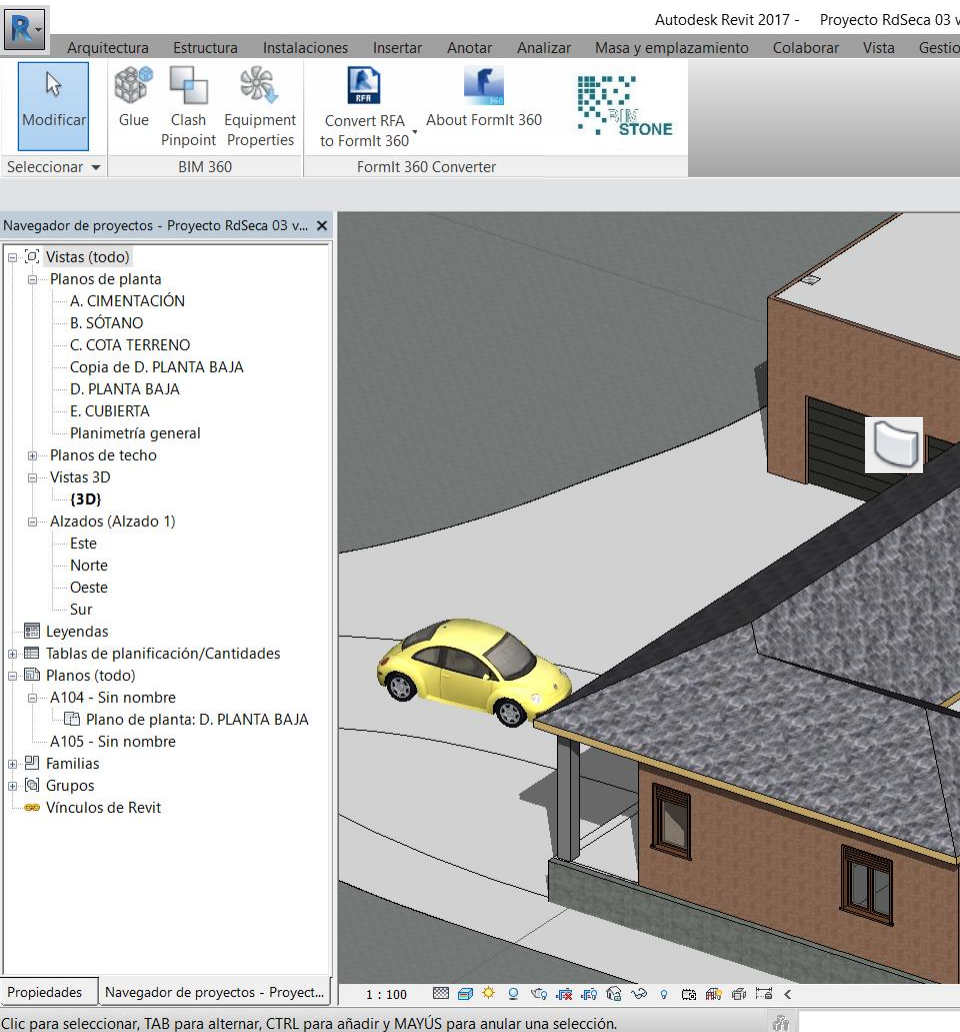 Autodesk Revit 2017 - Proyecto RdSeca 03 v
Arquitectura Estructura Instalaciones Insertar Anotar Analizar Masa y emplazamiento Colaborar Vista Gestio
Modificar
Glue
Clash
Pinpoint
Equipment
Properties
RFA
Convert RFA
to FormIt 360
360
About FormIt 360
BIM
STONE
Seleccionar
BIM 360
FormIt 360 Converter
Navegador de proyectos - Proyecto RdSeca 03 v...
Vistas (todo)
Planos de planta
A. CIMENTACIÓN
B. SÓTANO
C. COTA TERRENO
Copia de D. PLANTA BAJA
D. PLANTA BAJA
E. CUBIERTA
Planimetría general
Planos de techo
Vistas 3D
{3D}
Alzados (Alzado 1)
Este
Norte
Oeste
Sur
Leyendas
Tablas de planificación/Cantidades
Planos (todo)
A104 - Sin nombre
Plano de planta: D. PLANTA BAJA
A105 - Sin nombre
Familias
Grupos
Vínculos de Revit
Propiedades
Navegador de proyectos - Proyect...
1 : 100
Clic para seleccionar, TAB para alternar, CTRL para añadir y MAYÚS para anular una selección.